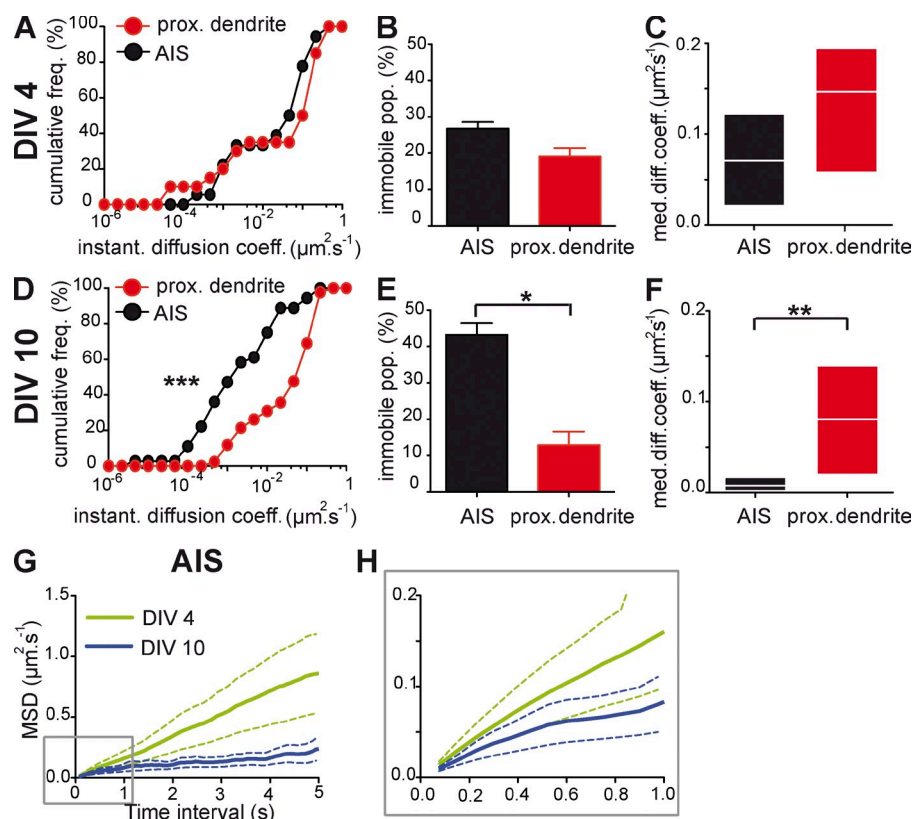 A
DIV 4
cumulative freq. (%)
100
80
60
40
20
0
prox. dendrite
AIS
10⁻⁶
10⁻⁴
10⁻²
1
instant. diffusion coeff. (µm²s⁻¹)
B
immobile pop. (%)
50
40
30
20
10
0
AIS
prox.dendrite
C
med.diff.coeff.(µm²s⁻¹)
0.2
0.1
0.0
AIS
prox.dendrite
D
DIV 10
cumulative freq. (%)
100
80
60
40
20
0
prox. dendrite
AIS
***
10⁻⁶
10⁻⁴
10⁻²
1
instant. diffusion coeff. (µm²s⁻¹)
E
immobile pop. (%)
50
40
30
20
10
0
*
AIS
prox.dendrite
F
med.diff.coeff.(µm²s⁻¹)
0.2
0.1
0.0
**
AIS
prox.dendrite
G
AIS
MSD (µm²s⁻¹)
1.5
1.0
0.5
0.0
DIV 4
DIV 10
0
1
2
3
4
5
Time interval (s)
H
0.2
0.1
0.0
0.0
0.2
0.4
0.6
0.8
1.0